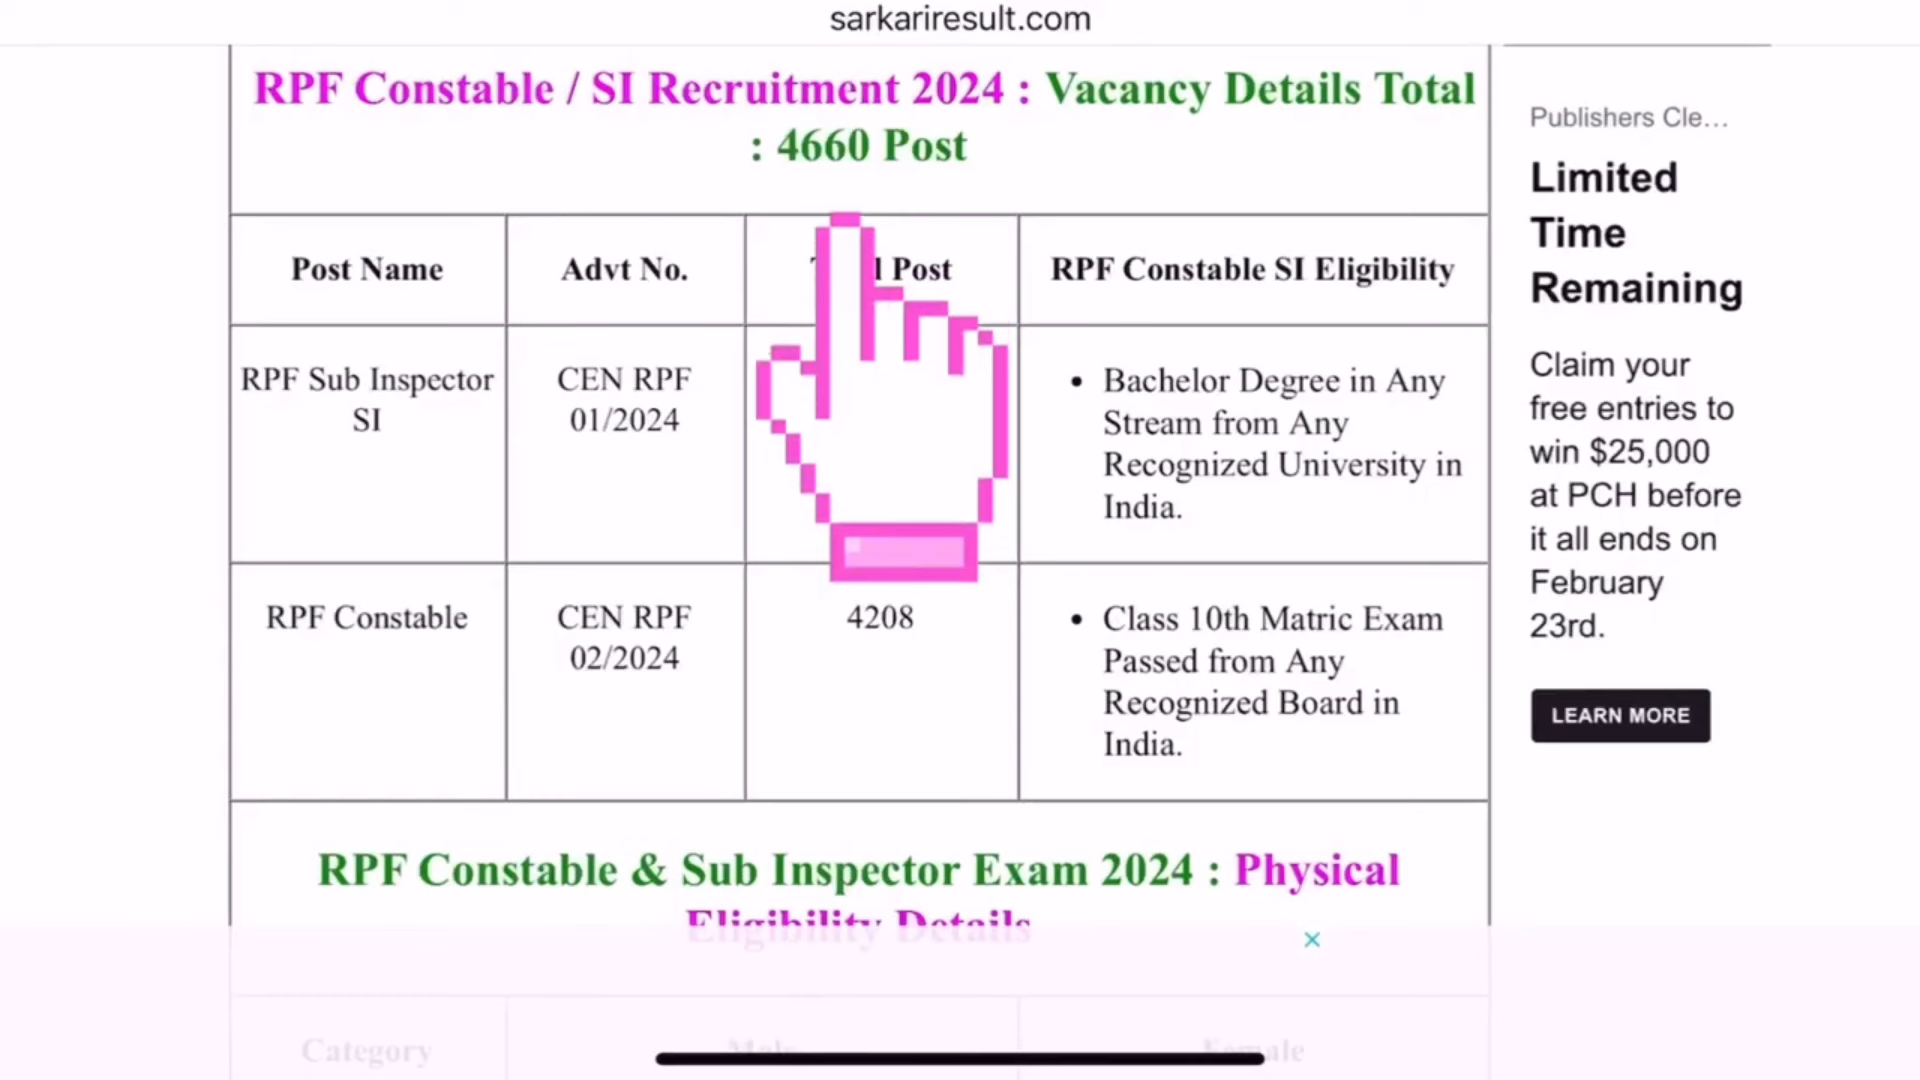 sarkariresult.com
RPF Constable / SI Recruitment 2024 : Vacancy Details Total
: 4660 Post
Post Name
Advt No.
Post
RPF Constable SI Eligibility
RPF Sub Inspector
SI
CEN RPF
01/2024
• Bachelor Degree in Any
Stream from Any
Recognized University in
India.
RPF Constable
CEN RPF
02/2024
4208
• Class 10th Matric Exam
Passed from Any
Recognized Board in
India.
RPF Constable & Sub Inspector Exam 2024 : Physical
Eligibility Details
Category
Male
Female
Publishers Cle...
Limited
Time
Remaining
Claim your
free entries to
win $25,000
at PCH before
it all ends on
February
23rd.
LEARN MORE